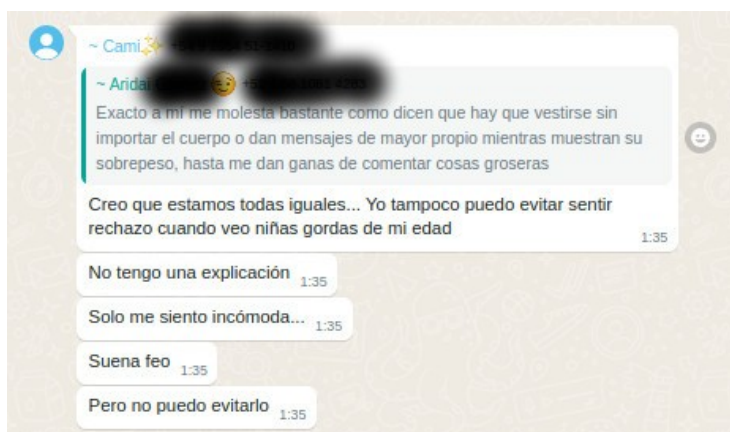 ~ Cami✨
~ Aridai 😉
Exacto a mí me molesta bastante como dicen que hay que vestirse sin
importar el cuerpo o dan mensajes de mayor propio mientras muestran su
sobrepeso, hasta me dan ganas de comentar cosas groseras
Creo que estamos todas iguales... Yo tampoco puedo evitar sentir
rechazo cuando veo niñas gordas de mi edad
1:35
No tengo una explicación 1:35
Solo me siento incómoda... 1:35
Suena feo 1:35
Pero no puedo evitarlo 1:35